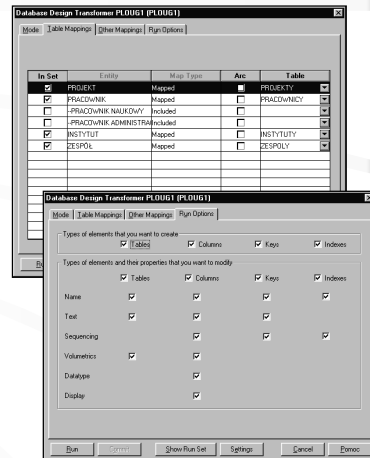 Database Design Transformer PLOUG1 (PLOUG1)
Mode Table Mappings Other Mappings Run Options
In Set Entity Map Type Arc Table
PROJEKT Mapped PROJEKTY
PRACOWNIK Mapped PRACOWNICY
--PRACOWNIK NAUKOWY Included
--PRACOWNIK ADMINISTRA Included
INSTYTUT Mapped INSTYTUTY
ZESPÓŁ Mapped ZESPOLY
Database Design Transformer PLOUG1 (PLOUG1)
Mode Table Mappings Other Mappings Run Options
Types of elements that you want to create
Tables Columns Keys Indexes
Types of elements and their properties that you want to modify
Tables Columns Keys Indexes
Name
Text
Sequencing
Volumetrics
Datatype
Display
Run Commit Show Run Set Settings Cancel Pomoc